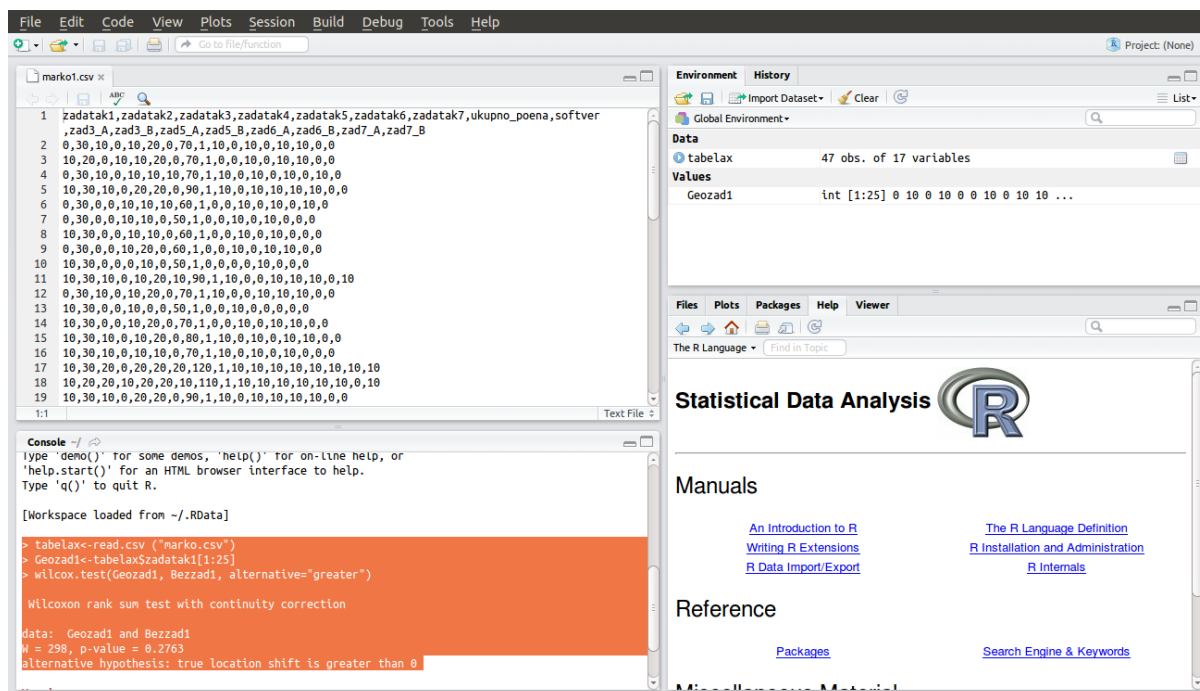 File Edit Code View Plots Session Build Debug Tools Help
Go to file/function
Project: (None)
marko1.csv ×
ABC
1 zadatak1,zadatak2,zadatak3,zadatak4,zadatak5,zadatak6,zadatak7,ukupno_poena,softver
,zad3_A,zad3_B,zad5_A,zad5_B,zad6_A,zad6_B,zad7_A,zad7_B
2 0,30,10,0,10,20,0,70,1,10,0,10,0,10,10,0,0
3 10,20,0,10,10,20,0,70,1,0,0,10,0,10,10,0,0
4 0,30,10,0,10,10,10,70,1,10,0,10,0,10,0,10,0
5 10,30,10,0,20,20,0,90,1,10,0,10,10,10,10,0,0
6 0,30,0,0,10,10,10,60,1,0,0,10,0,10,0,10,0
7 0,30,0,0,10,10,0,50,1,0,0,10,0,10,0,0,0
8 10,30,0,0,10,10,0,60,1,0,0,10,0,10,0,0,0
9 0,30,0,0,10,20,0,60,1,0,0,10,0,10,10,0,0
10 10,30,0,0,0,10,0,50,1,0,0,0,0,10,0,0,0
11 10,30,10,0,10,20,10,90,1,10,0,0,10,10,10,0,10
12 0,30,10,0,10,20,0,70,1,10,0,0,10,10,10,0,0
13 10,30,0,0,10,0,0,50,1,0,0,10,0,0,0,0,0
14 10,30,0,0,10,20,0,70,1,0,0,10,0,10,10,0,0
15 10,30,10,0,10,20,0,80,1,10,0,10,0,10,10,0,0
16 10,30,10,0,10,10,0,70,1,10,0,10,0,10,0,0,0
17 10,30,20,0,20,20,20,120,1,10,10,10,10,10,10,10,10
18 10,20,20,10,20,20,10,110,1,10,10,10,10,10,10,0,10
19 10,30,10,0,20,20,0,90,1,10,0,10,10,10,10,0,0
1:1 Text File
Console ~/
Type 'demo()' for some demos, 'help()' for on-line help, or
'help.start()' for an HTML browser interface to help.
Type 'q()' to quit R.
[Workspace loaded from ~/.RData]
> tabelax<-read.csv ("marko.csv")
> Geozad1<-tabelax$zadatak1[1:25]
> wilcox.test(Geozad1, Bezzad1, alternative="greater")
Wilcoxon rank sum test with continuity correction
data: Geozad1 and Bezzad1
W = 298, p-value = 0.2763
alternative hypothesis: true location shift is greater than 0
Environment History
Import Dataset Clear List
Global Environment
Data
tabelax 47 obs. of 17 variables
Values
Geozad1 int [1:25] 0 10 0 10 0 0 10 0 10 10 ...
Files Plots Packages Help Viewer
The R Language Find in Topic
Statistical Data Analysis R
Manuals
An Introduction to R The R Language Definition
Writing R Extensions R Installation and Administration
R Data Import/Export R Internals
Reference
Packages Search Engine & Keywords
Miscellaneous Material